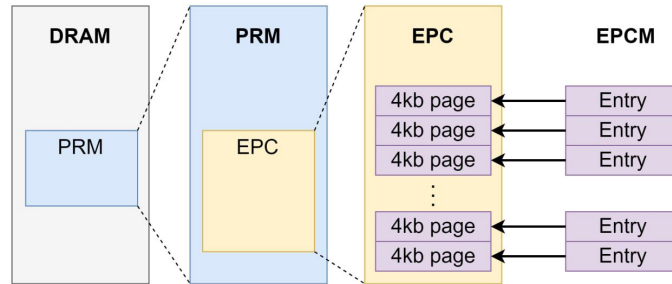 DRAM
PRM
PRM
EPC
EPC
4kb page
4kb page
4kb page
4kb page
4kb page
EPCM
Entry
Entry
Entry
Entry
Entry